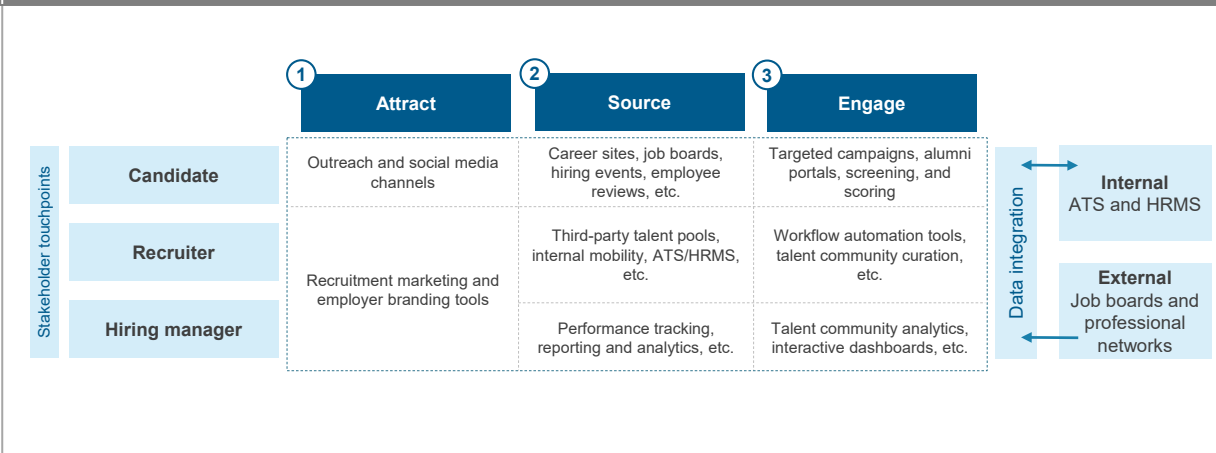 1
Attract
2
Source
3
Engage
Stakeholder touchpoints
Candidate
Outreach and social media
channels
Career sites, job boards,
hiring events, employee
reviews, etc.
Targeted campaigns, alumni
portals, screening, and
scoring
Recruiter
Recruitment marketing and
employer branding tools
Third-party talent pools,
internal mobility, ATS/HRMS,
etc.
Workflow automation tools,
talent community curation,
etc.
Hiring manager
Performance tracking,
reporting and analytics, etc.
Talent community analytics,
interactive dashboards, etc.
Data integration
Internal
ATS and HRMS
External
Job boards and
professional
networks